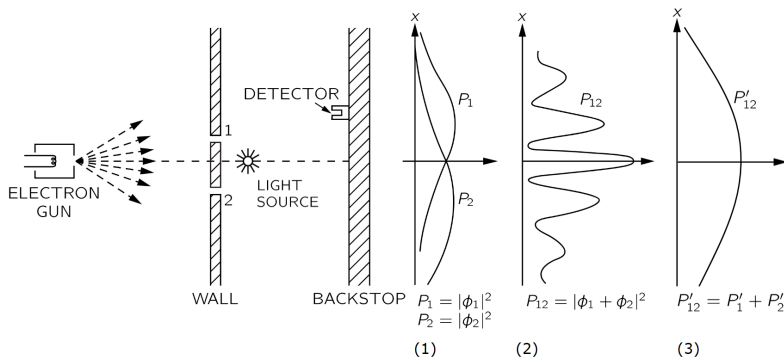 ELECTRON
GUN
1
2
WALL
LIGHT
SOURCE
DETECTOR
BACKSTOP
x
P₁
P₂
P₁ = |ϕ₁|²
P₂ = |ϕ₂|²
(1)
x
P₁₂
P₁₂ = |ϕ₁ + ϕ₂|²
(2)
x
P′₁₂
P′₁₂ = P′₁ + P′₂
(3)